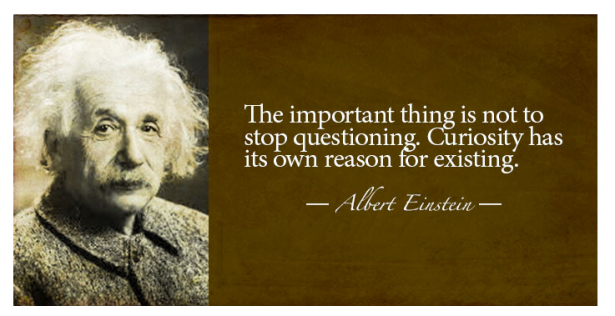 The important thing is not to
stop questioning. Curiosity has
its own reason for existing.
— Albert Einstein —